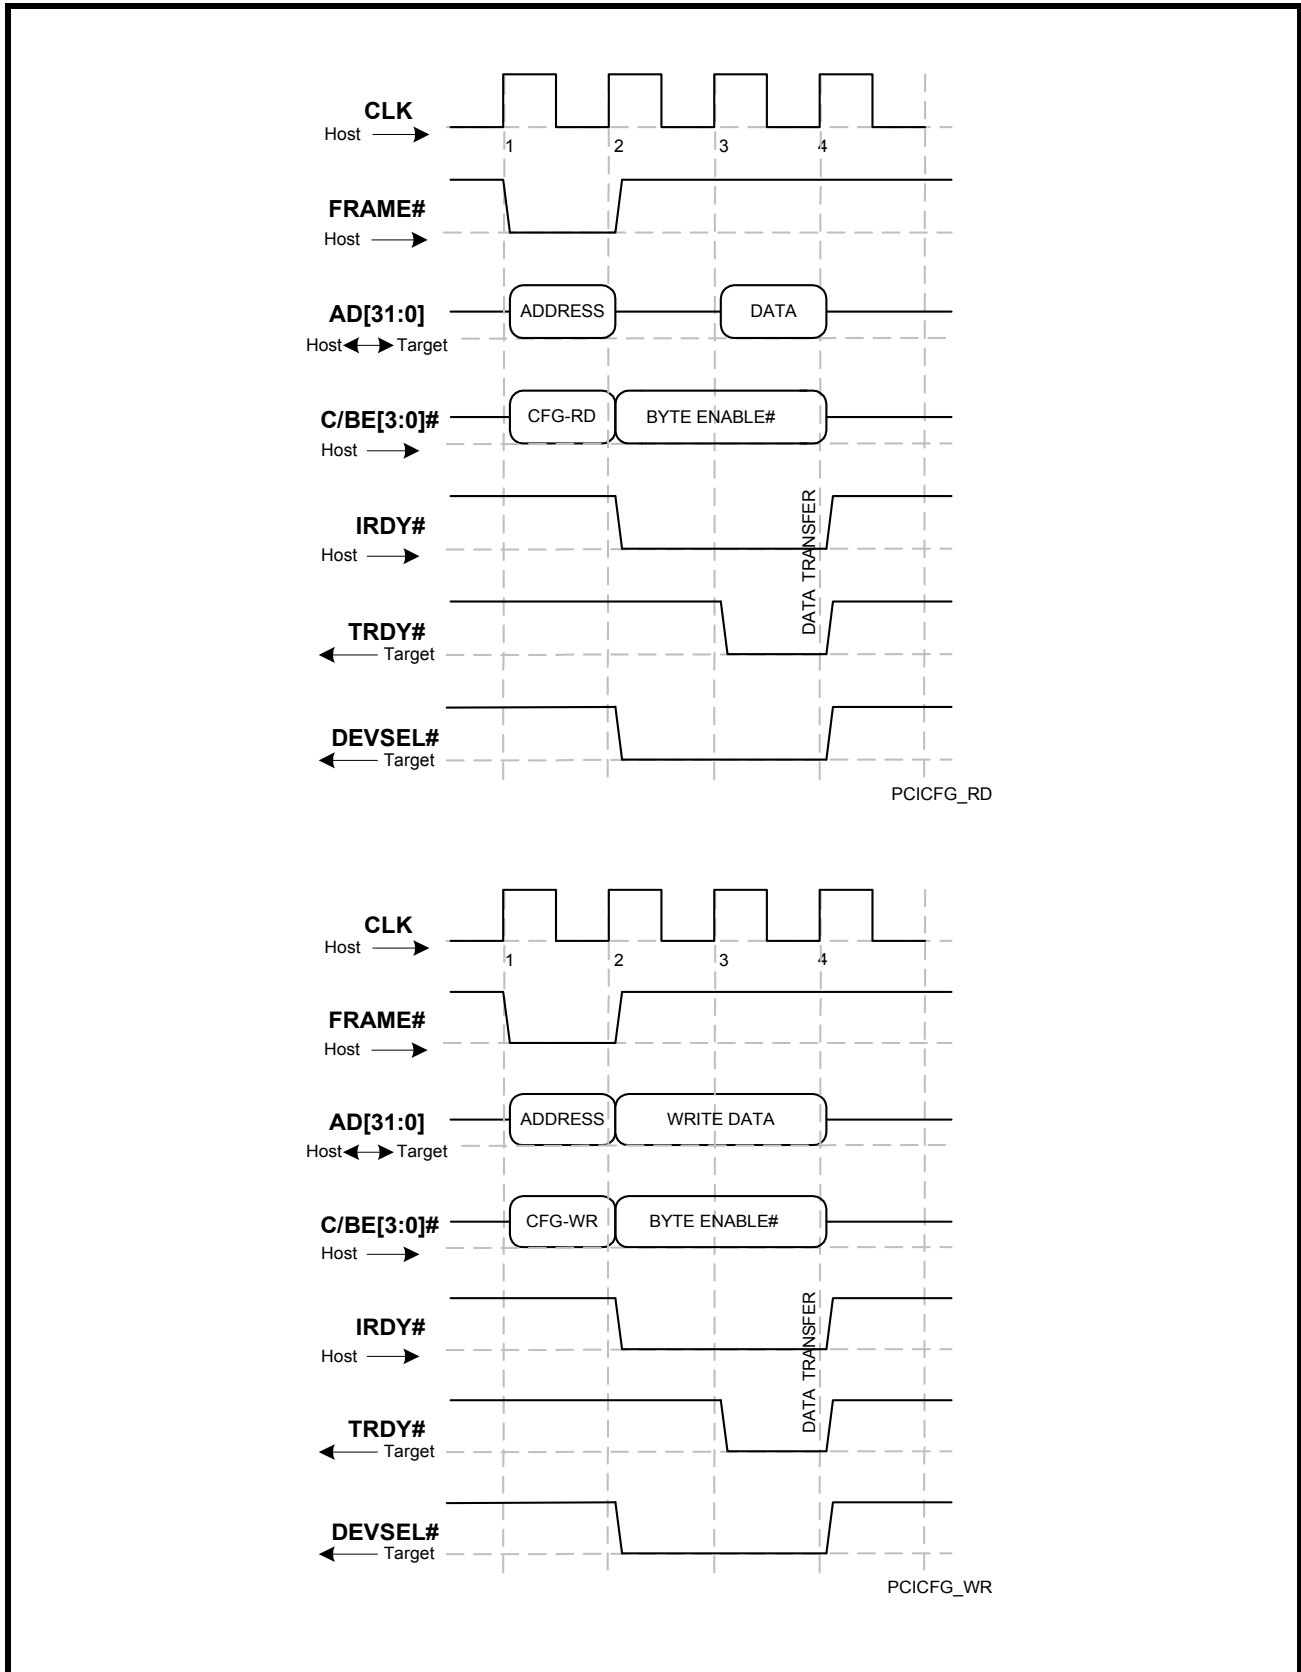 CLK
Host
1 2 3 4
FRAME#
Host
AD[31:0]
ADDRESS DATA
Host Target
C/BE[3:0]#
CFG-RD BYTE ENABLE#
Host
IRDY#
Host
DATA TRANSFER
TRDY#
Target
DEVSEL#
Target
PCICFG_RD
CLK
Host
1 2 3 4
FRAME#
Host
AD[31:0]
ADDRESS WRITE DATA
Host Target
C/BE[3:0]#
CFG-WR BYTE ENABLE#
Host
IRDY#
Host
DATA TRANSFER
TRDY#
Target
DEVSEL#
Target
PCICFG_WR